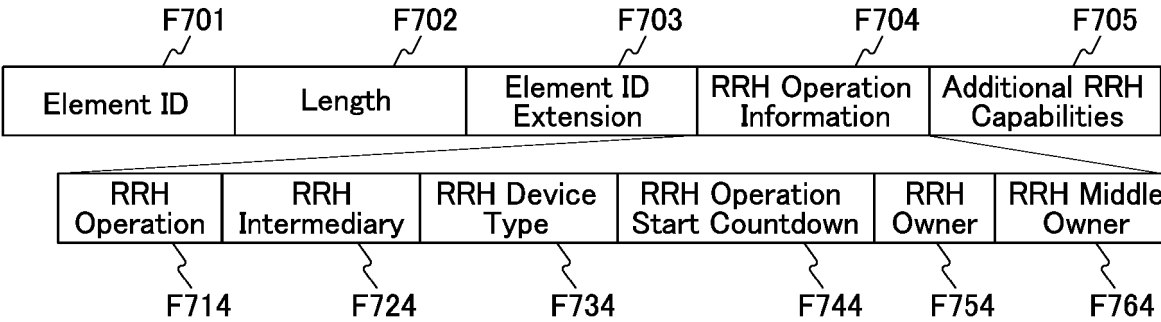 F701 F702 F703 F704 F705
Element ID Length Element ID Extension RRH Operation Information Additional RRH Capabilities
RRH Operation RRH Intermediary RRH Device Type RRH Operation Start Countdown RRH Owner RRH Middle Owner
F714 F724 F734 F744 F754 F764